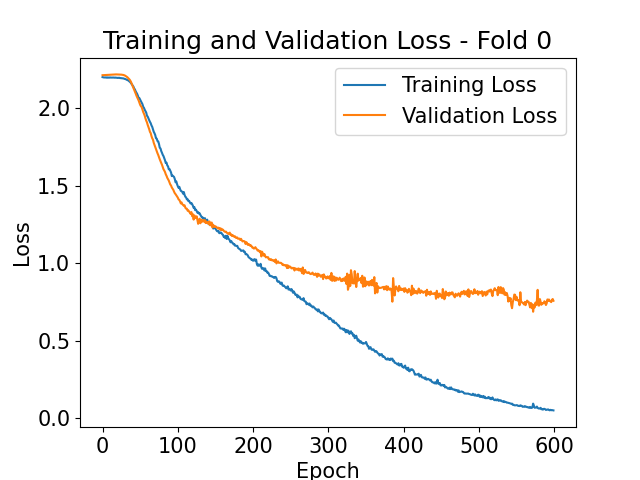 Training and Validation Loss - Fold 0
Training Loss
Validation Loss
Loss
2.0
1.5
1.0
0.5
0.0
0 100 200 300 400 500 600
Epoch